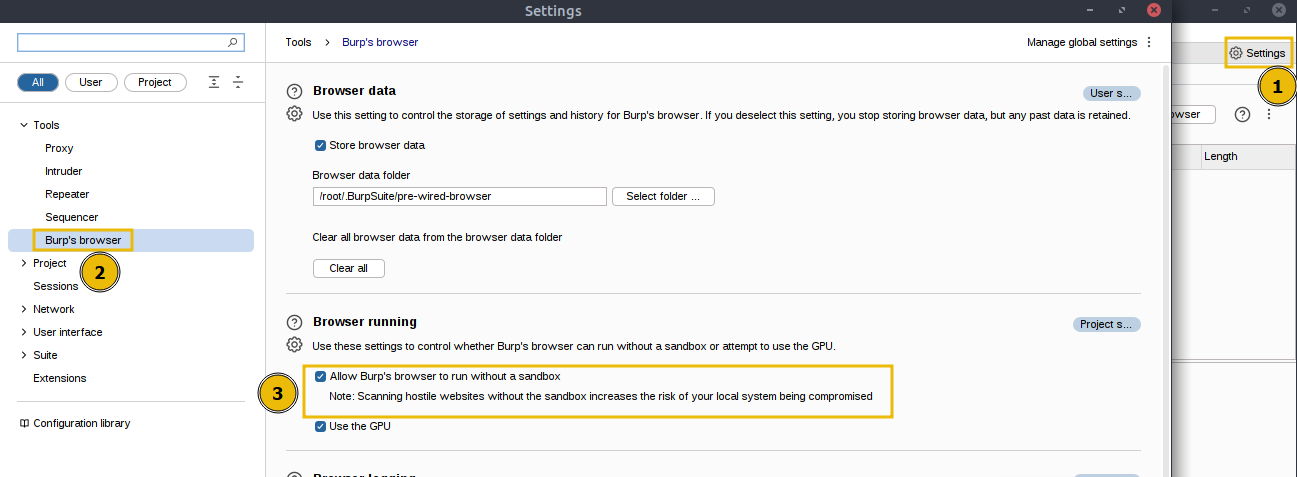 Settings
Settings
1
Tools > Burp's browser
Manage global settings
All
User
Project
Tools
Proxy
Intruder
Repeater
Sequencer
Burp's browser
2
Project
Sessions
Network
User interface
Suite
Extensions
Configuration library
Browser data
User s...
Use this setting to control the storage of settings and history for Burp's browser. If you deselect this setting, you stop storing browser data, but any past data is retained.
Store browser data
Browser data folder
/root/.BurpSuite/pre-wired-browser
Select folder ...
Clear all browser data from the browser data folder
Clear all
Browser running
Project s...
Use these settings to control whether Burp's browser can run without a sandbox or attempt to use the GPU.
3
Allow Burp's browser to run without a sandbox
Note: Scanning hostile websites without the sandbox increases the risk of your local system being compromised
Use the GPU
Length